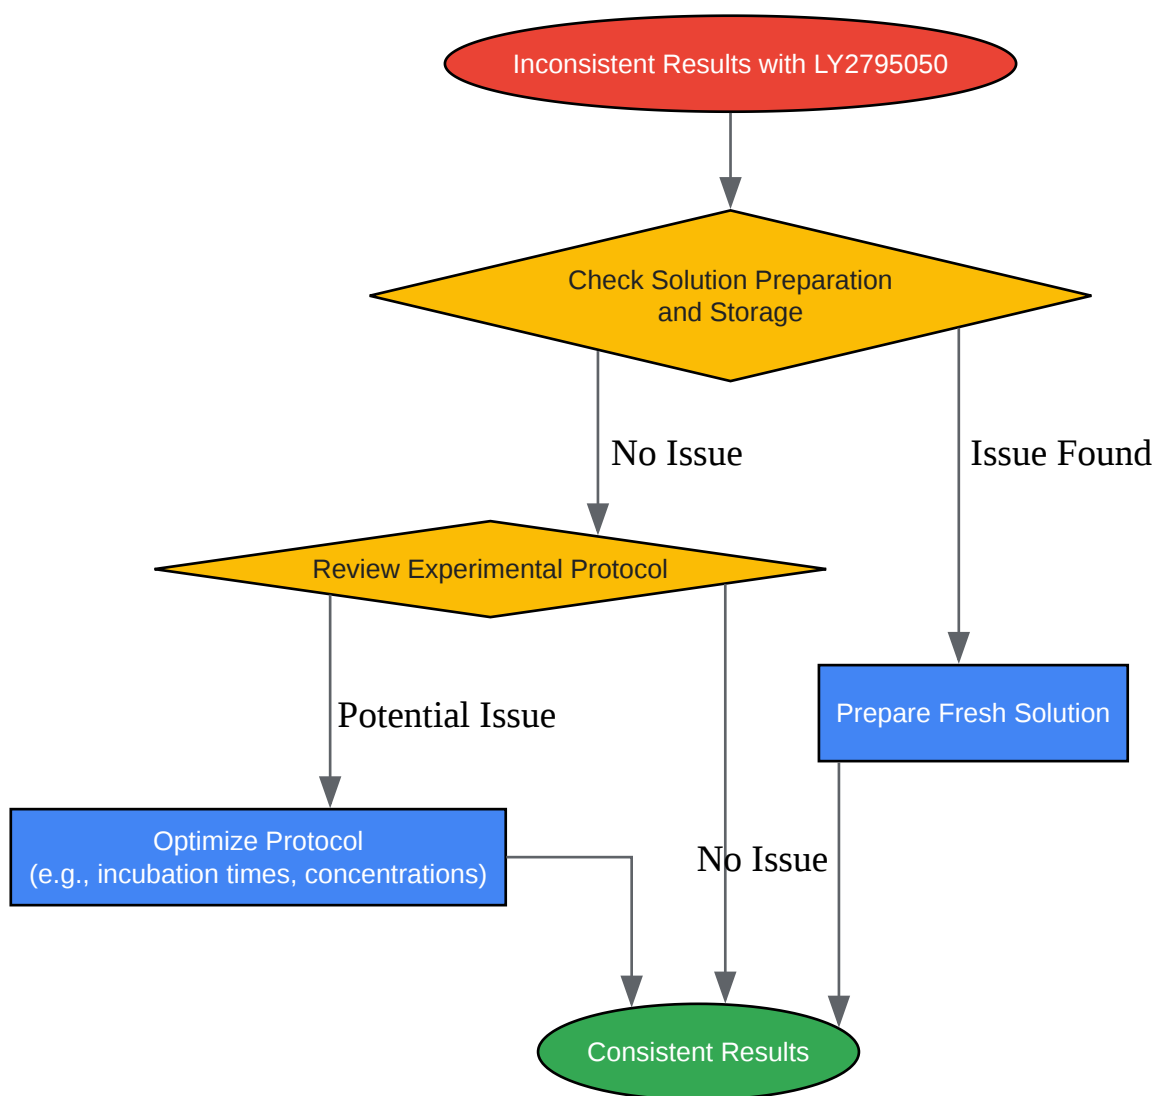 Inconsistent Results with LY2795050
Check Solution Preparation
and Storage
No Issue
Issue Found
Review Experimental Protocol
Potential Issue
Prepare Fresh Solution
Optimize Protocol
(e.g., incubation times, concentrations)
No Issue
Consistent Results